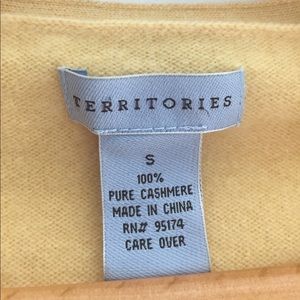 TERRITORIES
S
100%
PURE CASHMERE
MADE IN CHINA
RN# 95174
CARE OVER